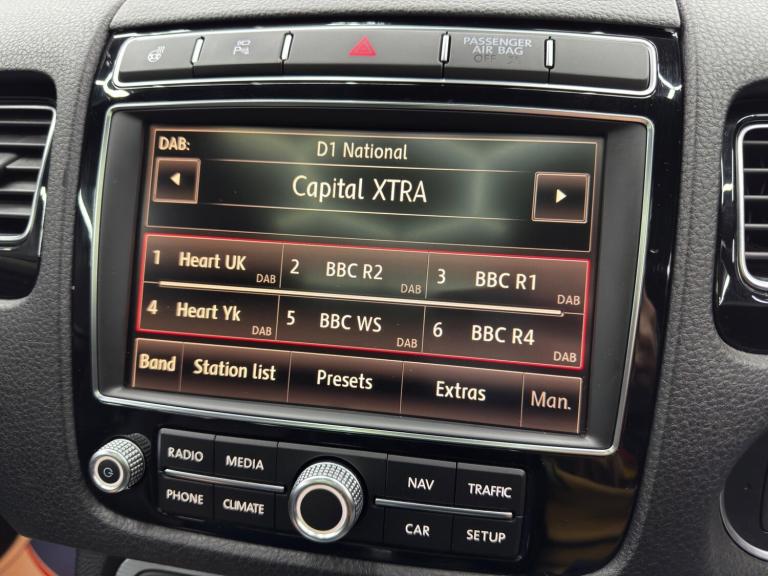 PASSENGER
AIR BAG
OFF ON
DAB:
D1 National
Capital XTRA
1 Heart UK DAB
2 BBC R2 DAB
3 BBC R1 DAB
4 Heart Yk DAB
5 BBC WS DAB
6 BBC R4 DAB
Band Station list Presets Extras Man.
RADIO MEDIA NAV TRAFFIC
PHONE CLIMATE CAR SETUP